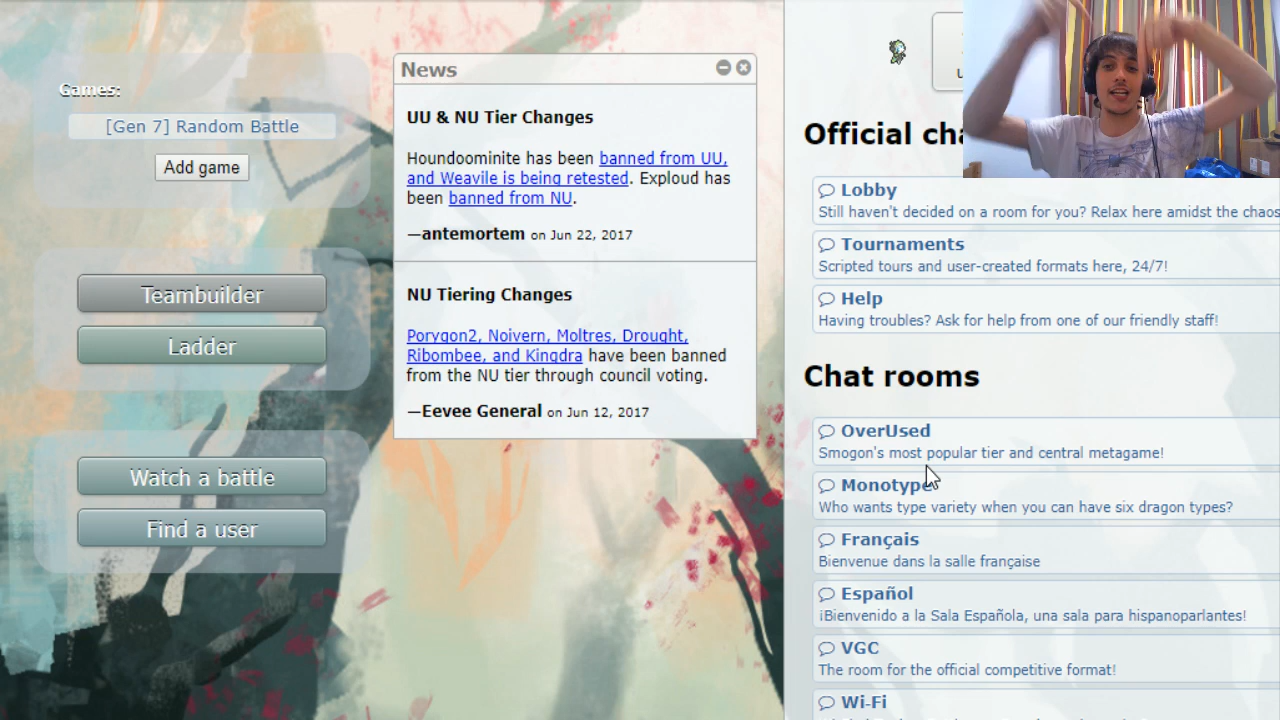 Games:
[Gen 7] Random Battle
Add game
Teambuilder
Ladder
Watch a battle
Find a user
News
UU & NU Tier Changes
Houndoominite has been banned from UU,
and Weavile is being retested. Exploud has
been banned from NU.
—antemortem on Jun 22, 2017
NU Tiering Changes
Porygon2, Noivern, Moltres, Drought,
Ribombee, and Kingdra have been banned
from the NU tier through council voting.
—Eevee General on Jun 12, 2017
Official
Lobby
Still haven't decided on a room for you? Relax here amidst the chaos
Tournaments
Scripted tours and user-created formats here, 24/7!
Help
Having troubles? Ask for help from one of our friendly staff!
Chat rooms
OverUsed
Smogon's most popular tier and central metagame!
Monotype
Who wants type variety when you can have six dragon types?
Français
Bienvenue dans la salle française
Español
¡Bienvenido a la Sala Española, una sala para hispanoparlantes!
VGC
The room for the official competitive format!
Wi-Fi